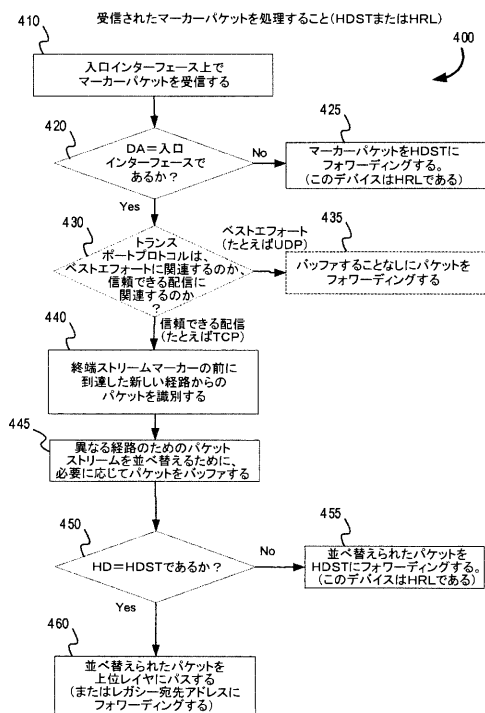 受信されたマーカーパケットを処理すること(HDSTまたはHRL)
400
410
入口インターフェース上で
マーカーパケットを受信する
420
DA=入口
インターフェースで
あるか?
No
425
マーカーパケットをHDSTに
フォワーディングする。
(このデバイスはHRLである)
Yes
430
トランス
ポートプロトコルは、
ベストエフォートに関連するのか、
信頼できる配信に
関連するのか
?
ベストエフォート
(たとえばUDP)
435
バッファすることなしにパケットを
フォワーディングする
信頼できる配信
(たとえばTCP)
440
終端ストリームマーカーの前に
到達した新しい経路からの
パケットを識別する
445
異なる経路のためのパケット
ストリームを並べ替えるために、
必要に応じてパケットをバッファする
450
HD=HDSTであるか?
No
455
並べ替えられたパケットを
HDSTにフォワーディングする。
(このデバイスはHRLである)
Yes
460
並べ替えられたパケットを
上位レイヤにパスする
(またはレガシー宛先アドレスに
フォワーディングする)